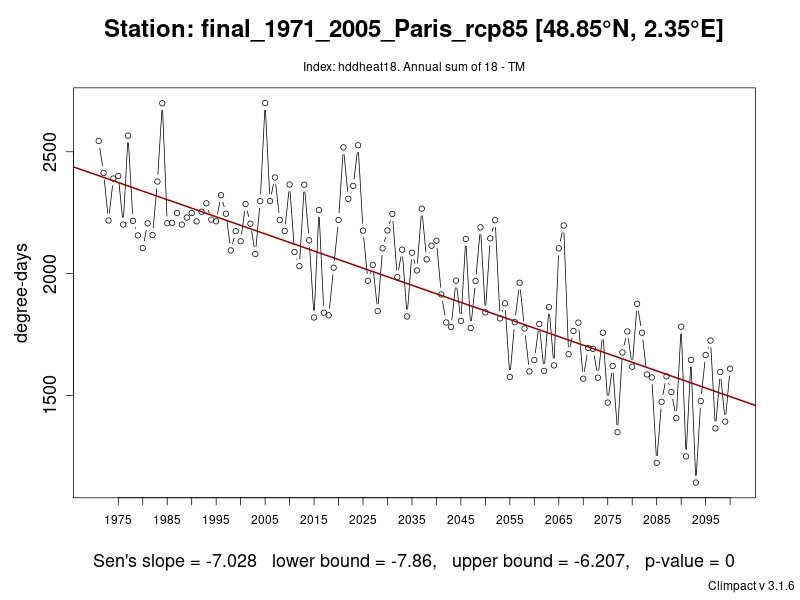 Station: final_1971_2005_Paris_rcp85 [48.85°N, 2.35°E]
Index: hddheat18. Annual sum of 18 - TM
degree-days
2500
2000
1500
1975 1985 1995 2005 2015 2025 2035 2045 2055 2065 2075 2085 2095
Sen's slope = -7.028 lower bound = -7.86, upper bound = -6.207, p-value = 0
Climpact v 3.1.6